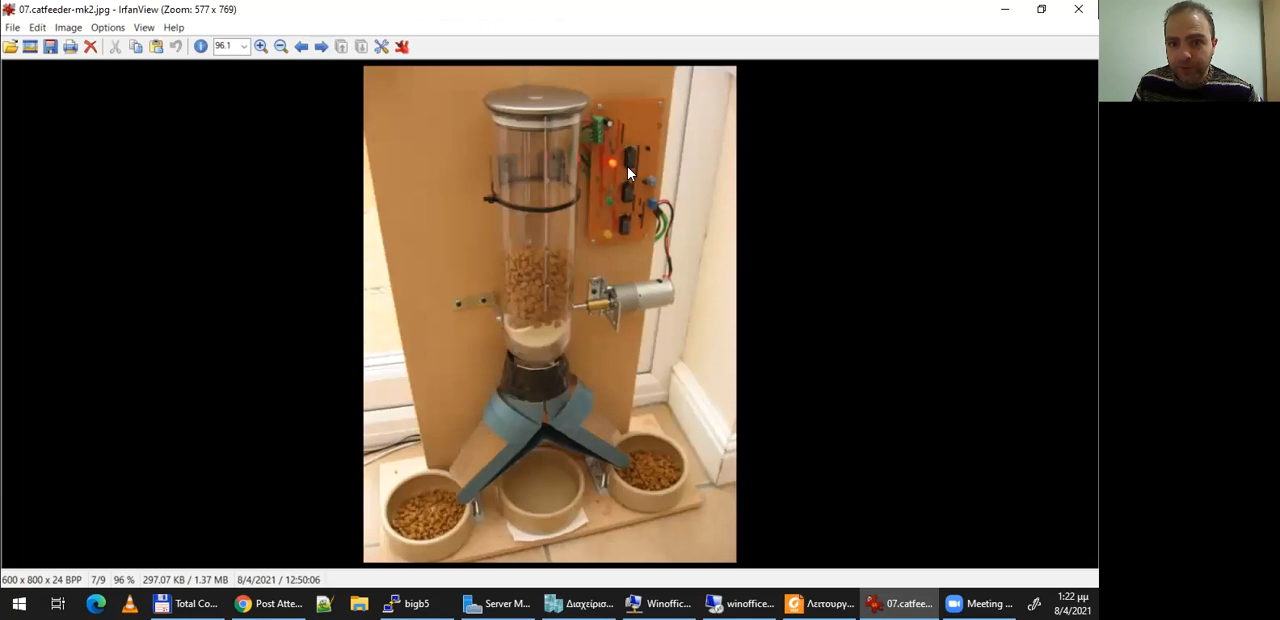 07.catfeeder-mk2.jpg - IrfanView (Zoom: 577 x 769)
File Edit Image Options View Help
96.1
600 x 800 x 24 BPP 7/9 96 % 297.07 KB / 1.37 MB 8/4/2021 / 12:50:06
Total Co... Post Atte... bigb5 Server M... Διαχείρισ... Winoffic... winoffice... Λειτουργ... 07.catfee... Meeting ... 1:22 μμ
8/4/2021